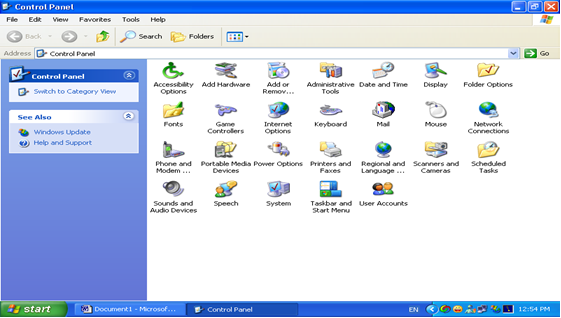 Control Panel
File Edit View Favorites Tools Help
Back Search Folders
Address Control Panel Go
Control Panel
Switch to Category View
See Also
Windows Update
Help and Support
Accessibility Options
Add Hardware
Add or Remov...
Administrative Tools
Date and Time
Display
Folder Options
Fonts
Game Controllers
Internet Options
Keyboard
Mail
Mouse
Network Connections
Phone and Modem ...
Portable Media Devices
Power Options
Printers and Faxes
Regional and Language ...
Scanners and Cameras
Scheduled Tasks
Sounds and Audio Devices
Speech
System
Taskbar and Start Menu
User Accounts
start Document1 - Microsof... Control Panel EN 12:54 PM